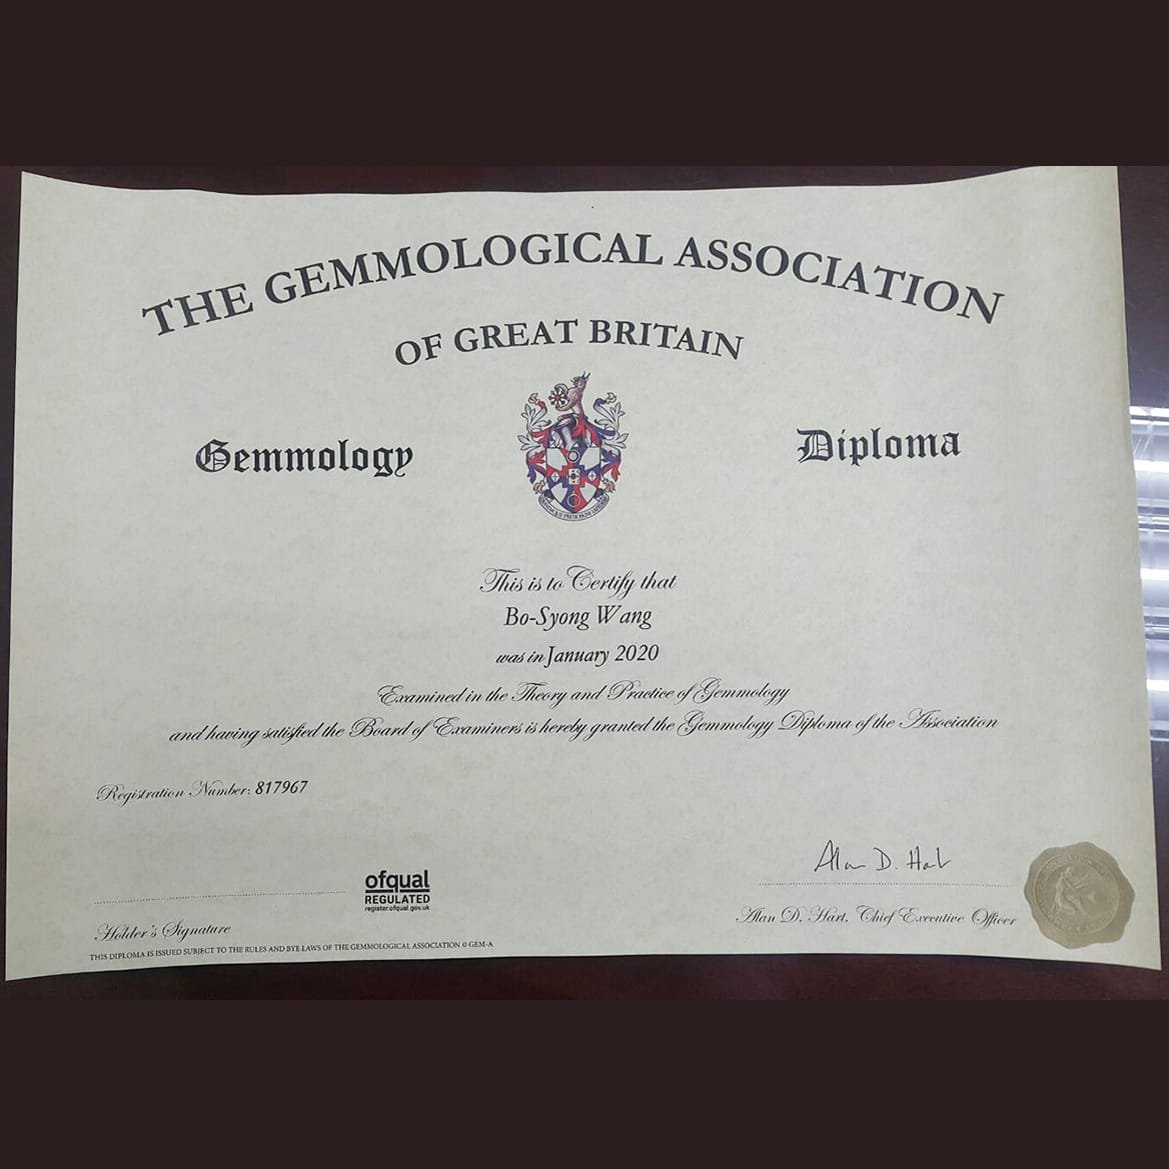 THE GEMMOLOGICAL ASSOCIATION
OF GREAT BRITAIN
Gemmology
Diploma
This is to Certify that
Bo-Syong Wang
was in January 2020
Examined in the Theory and Practice of Gemmology
and having satisfied the Board of Examiners is hereby granted the Gemmology Diploma of the Association
Registration Number: 817967
Alan D. Hart
ofqual
REGULATED
register.ofqual.gov.uk
Holder's Signature
Alan D. Hart, Chief Executive Officer
THIS DIPLOMA IS ISSUED SUBJECT TO THE RULES AND BYE LAWS OF THE GEMMOLOGICAL ASSOCIATION © GEM-A